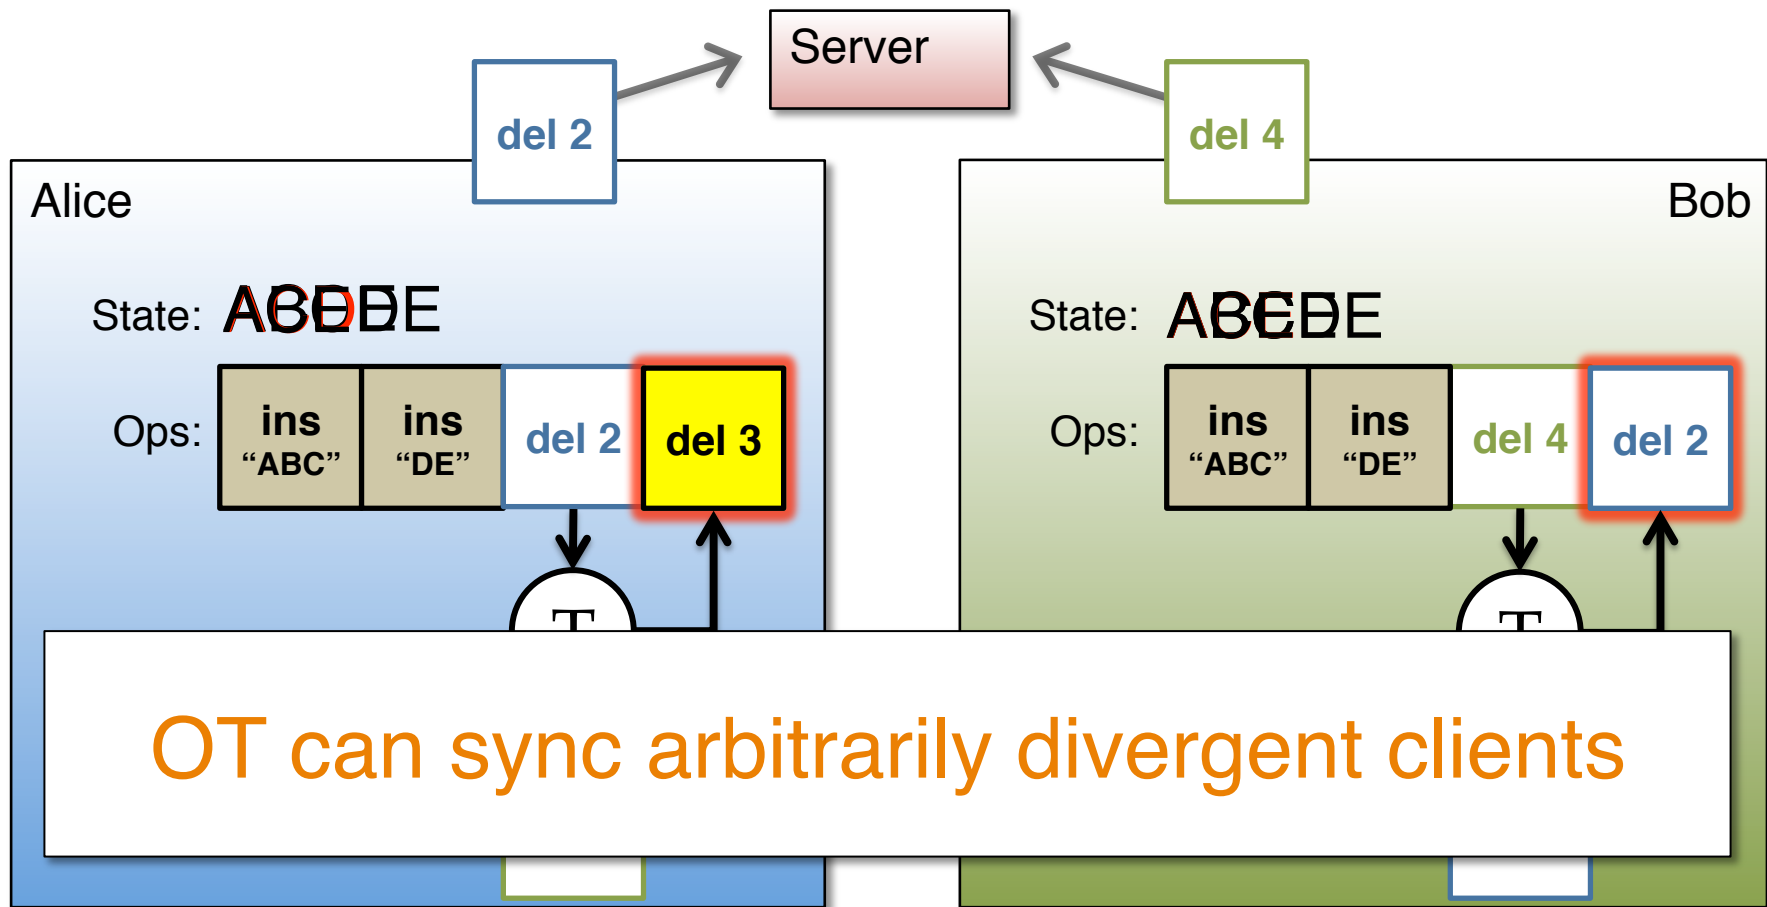 Server
del 2
del 4
Alice
Bob
State:
State:
Ops:
ins
"ABC"
ins
"DE"
del 2
del 3
Ops:
ins
“ABC”
ins
“DE”
del 4
del 2
T
T
OT can sync arbitrarily divergent clients